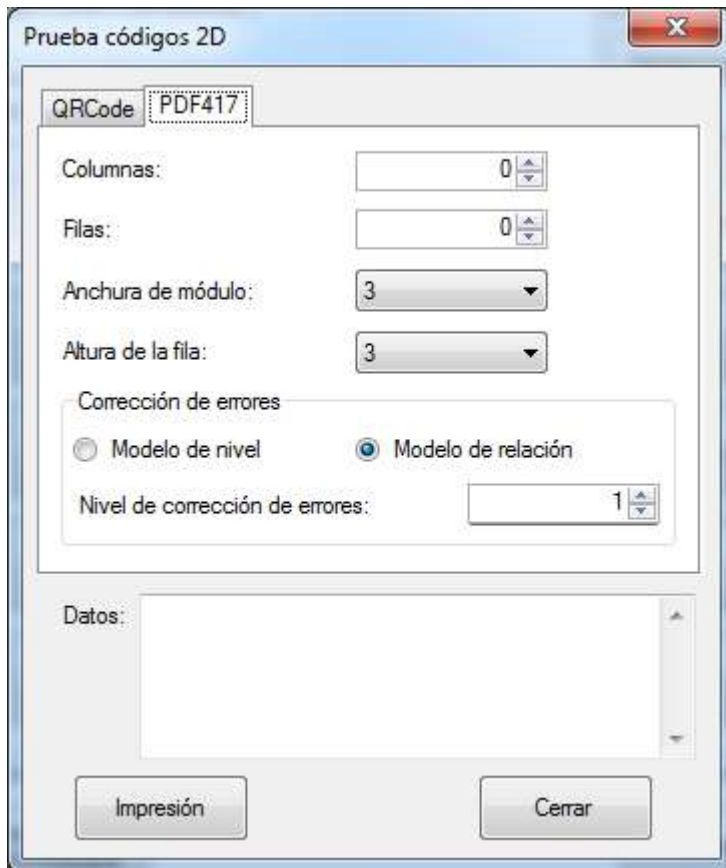 Prueba códigos 2D
QRCode PDF417
Columnas: 0
Filas: 0
Anchura de módulo: 3
Altura de la fila: 3
Corrección de errores
Modelo de nivel Modelo de relación
Nivel de corrección de errores: 1
Datos:
Impresión Cerrar